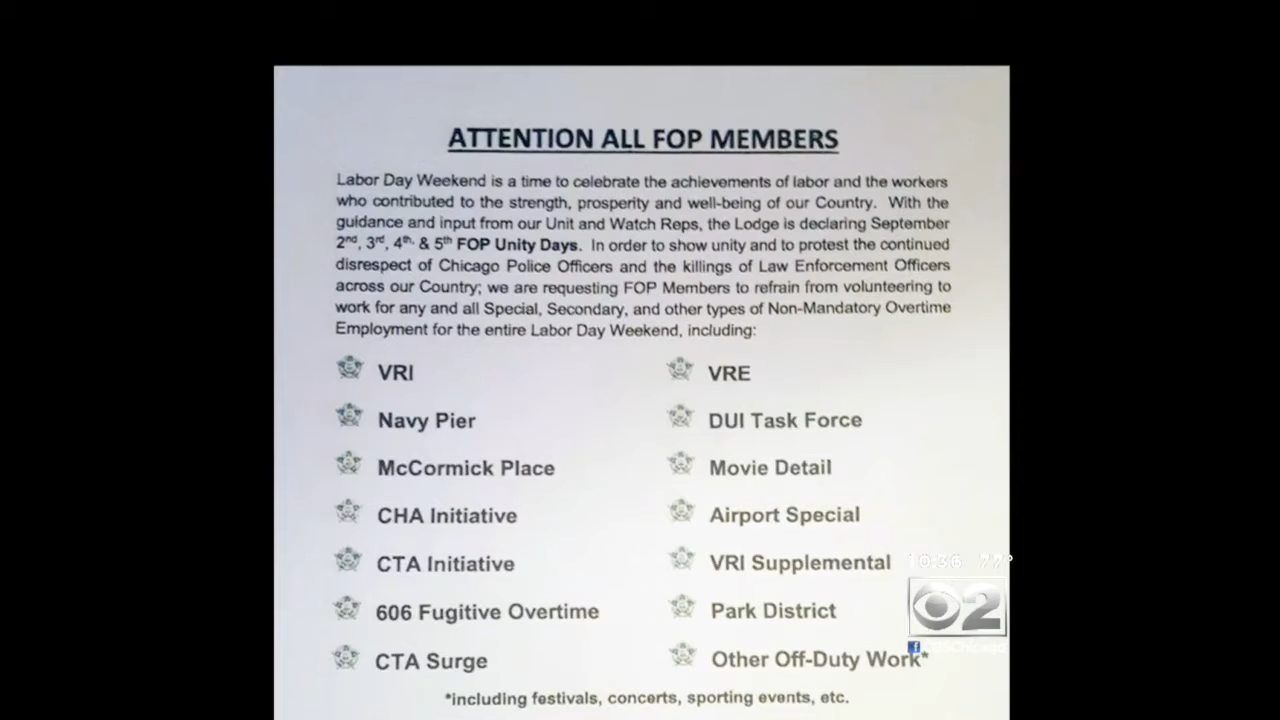 ATTENTION ALL FOP MEMBERS
Labor Day Weekend is a time to celebrate the achievements of labor and the workers
who contributed to the strength, prosperity and well-being of our Country. With the
guidance and input from our Unit and Watch Reps, the Lodge is declaring September
2nd, 3rd, 4th, & 5th FOP Unity Days. In order to show unity and to protest the continued
disrespect of Chicago Police Officers and the killings of Law Enforcement Officers
across our Country; we are requesting FOP Members to refrain from volunteering to
work for any and all Special, Secondary, and other types of Non-Mandatory Overtime
Employment for the entire Labor Day Weekend, including:
VRI VRE
Navy Pier DUI Task Force
McCormick Place Movie Detail
CHA Initiative Airport Special
CTA Initiative VRI Supplemental
606 Fugitive Overtime Park District
CTA Surge Other Off-Duty Work*
*including festivals, concerts, sporting events, etc.
10:36 77°
2
f CBSChicago